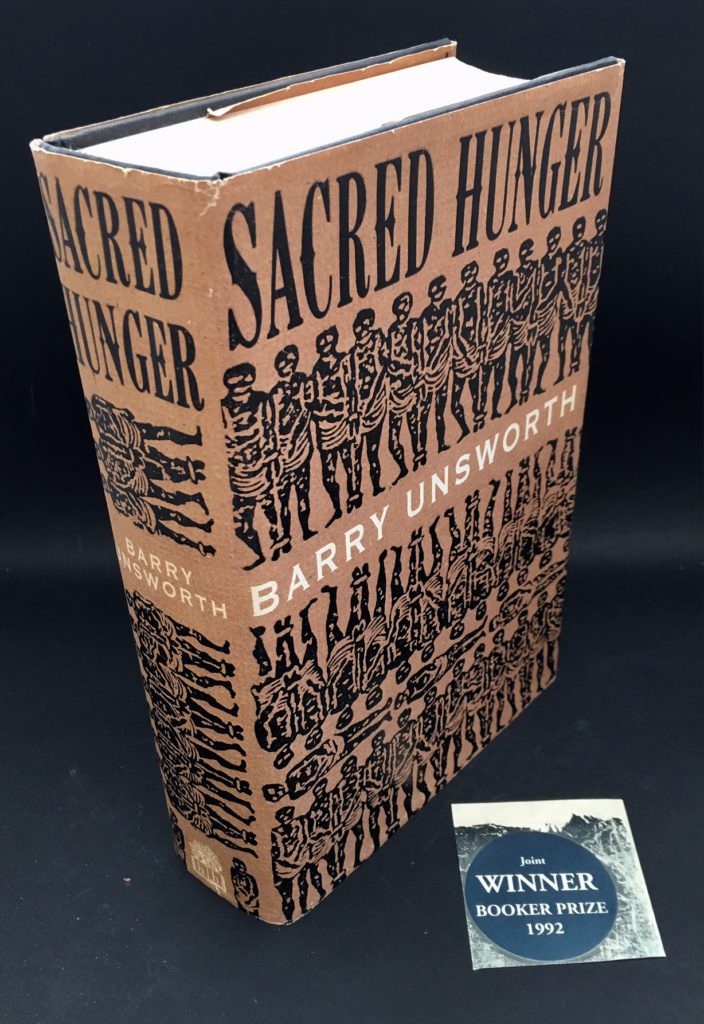 SACRED
HUNGER
BARRY
UNSWORTH
SACRED HUNGER
BARRY UNSWORTH
Joint
WINNER
BOOKER PRIZE
1992